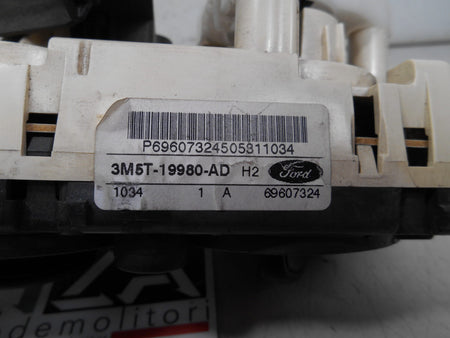 P69607324505311034
3M5T-19980-AD H2 Ford
1034 1 A 69607324
demolitori